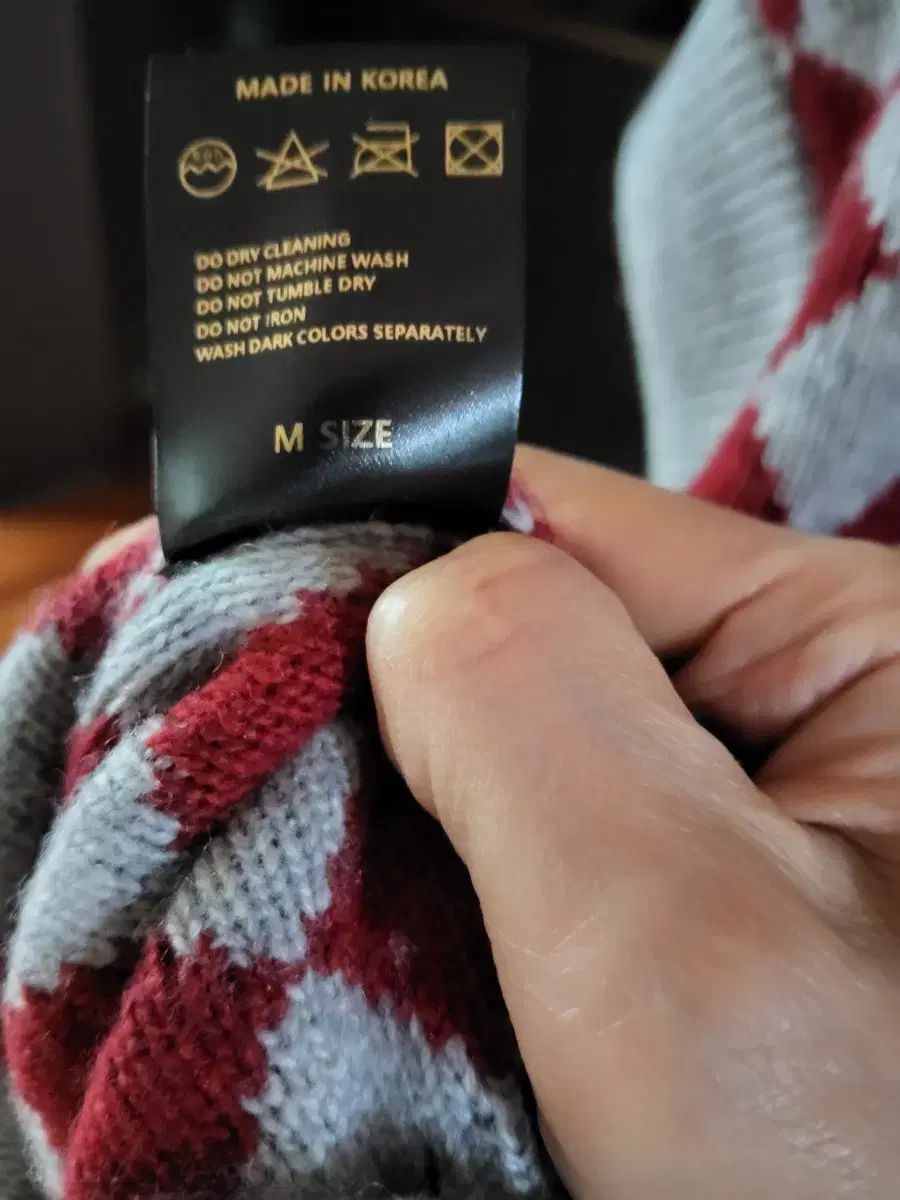 MADE IN KOREA
DO DRY CLEANING
DO NOT MACHINE WASH
DO NOT TUMBLE DRY
DO NOT IRON
WASH DARK COLORS SEPARATELY
M SIZE